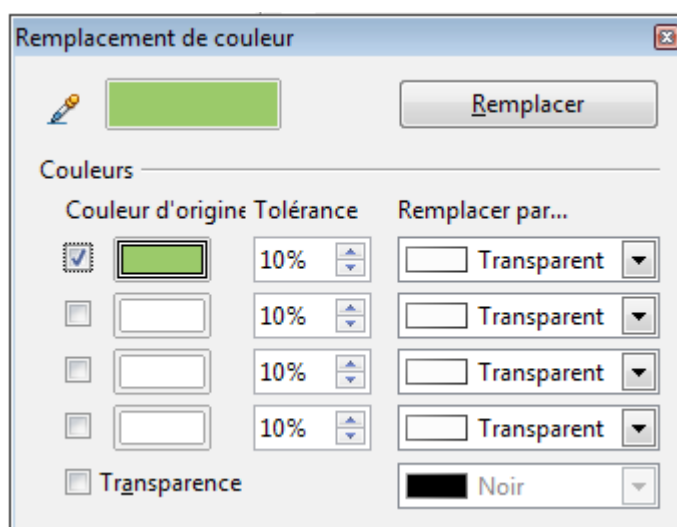 Remplacement de couleur
Remplacer
Couleurs
Couleur d'origine Tolérance Remplacer par...
10% Transparent
10% Transparent
10% Transparent
10% Transparent
Transparence Noir